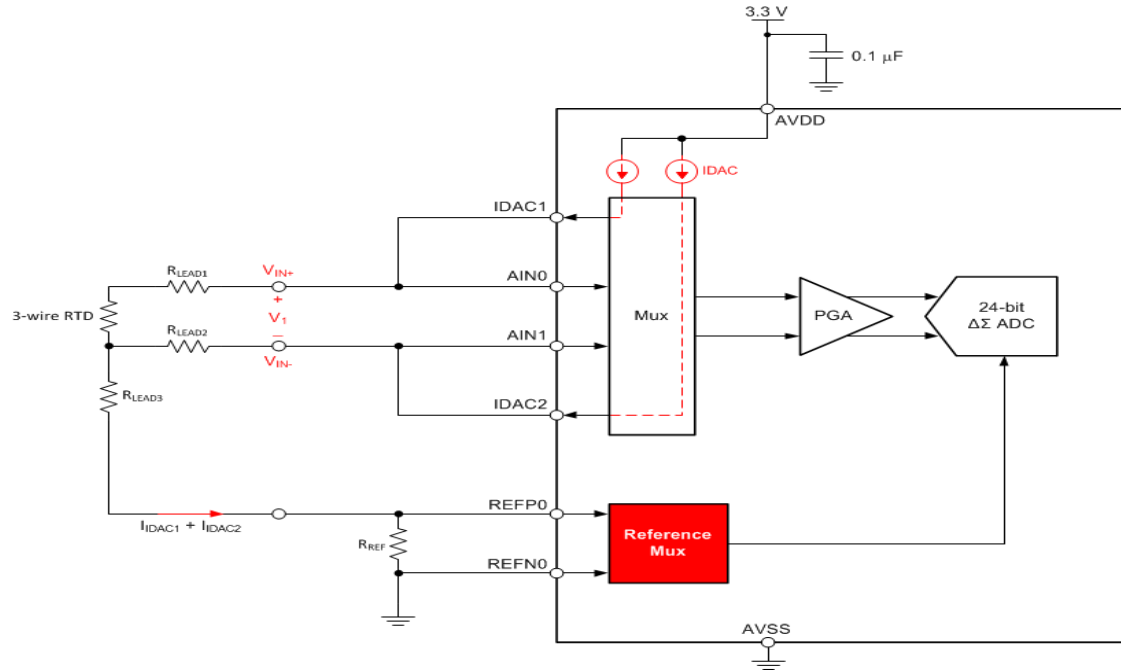 3.3 V
0.1 μF
AVDD
IDAC
IDAC1
RLEAD1
VIN+
AIN0
+
3-wire RTD
V1
Mux
PGA
24-bit
ΔΣ ADC
RLEAD2
–
AIN1
VIN-
RLEAD3
IDAC2
REFP0
IIDAC1 + IIDAC2
RREF
Reference
Mux
REFN0
AVSS